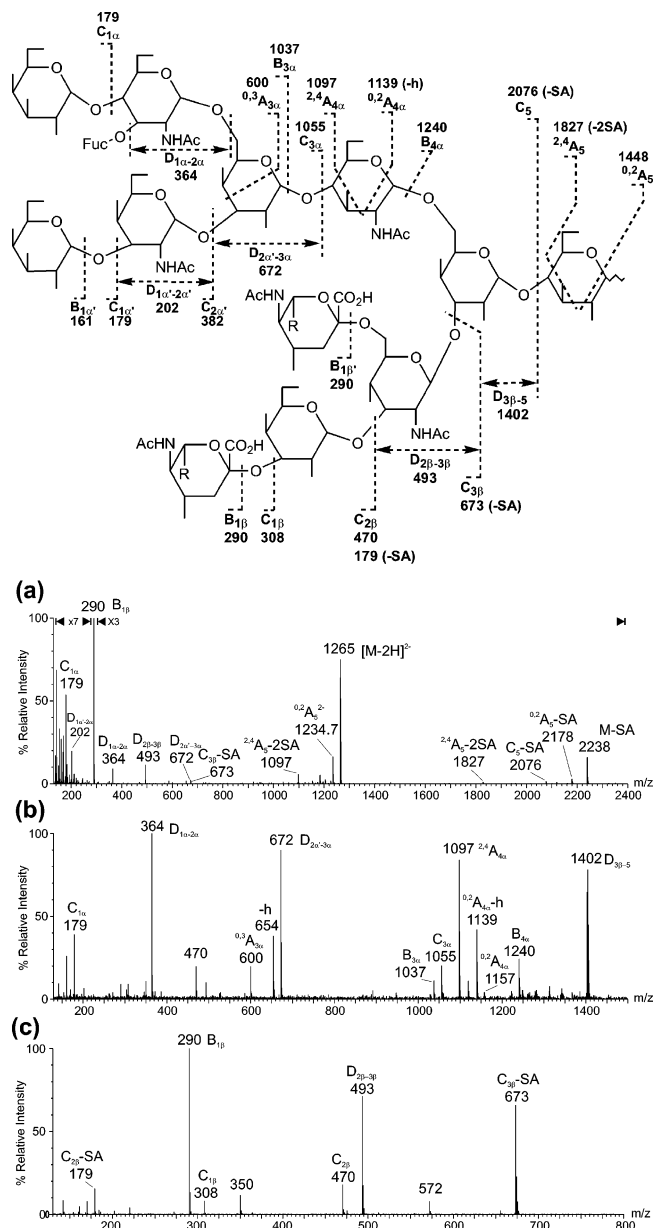 179
C1α
1037
B3α
600
0,3A3α
1097
2,4A4α
1139 (-h)
0,2A4α
2076 (-SA)
C5
1827 (-2SA)
2,4A5
1448
0,2A5
1055
C3α
1240
B4α
O
O
O
O
Fuc
O
NHAc
D1α-2α
364
O
O
O
O
NHAc
O
O
O
O
O
NHAc
D2α'-3α
672
D1α'-2α'
202
B1α'
161
C1α'
179
C2α'
382
O
O
O
AcHN
O
CO2H
R
O
O
B1β'
290
O
O
NHAc
D3β-5
1402
AcHN
O
CO2H
R
O
O
O
D2β-3β
493
B1β
290
C1β
308
C2β
470
179 (-SA)
C3β
673 (-SA)
(a)
% Relative Intensity
100
50
0
x7
X3
290 B1β
C1α
179
D1α'-2α'
202
D1α-2α
364
D2β-3β
493
D2α'-3α
672
C3β-SA
673
2,4A5-2SA
1097
0,2A5 2-
1234.7
1265 [M-2H]2-
2,4A5-2SA
1827
C5-SA
2076
0,2A5-SA
2178
M-SA
2238
200 400 600 800 1000 1200 1400 1600 1800 2000 2200 2400 m/z
(b)
% Relative Intensity
100
50
0
C1α
179
364 D1α-2α
470
0,3A3α
600
-h
654
672 D2α'-3α
B3α
1037
C3α
1055
1097 2,4A4α
0,2A4α-h
1139
0,2A4α
1157
B4α
1240
1402 D3β-5
200 400 600 800 1000 1200 1400 m/z
(c)
% Relative Intensity
100
50
0
C2β-SA
179
290 B1β
C1β
308
350
C2β
470
D2β-3β
493
572
C3β-SA
673
200 300 400 500 600 700 800 m/z